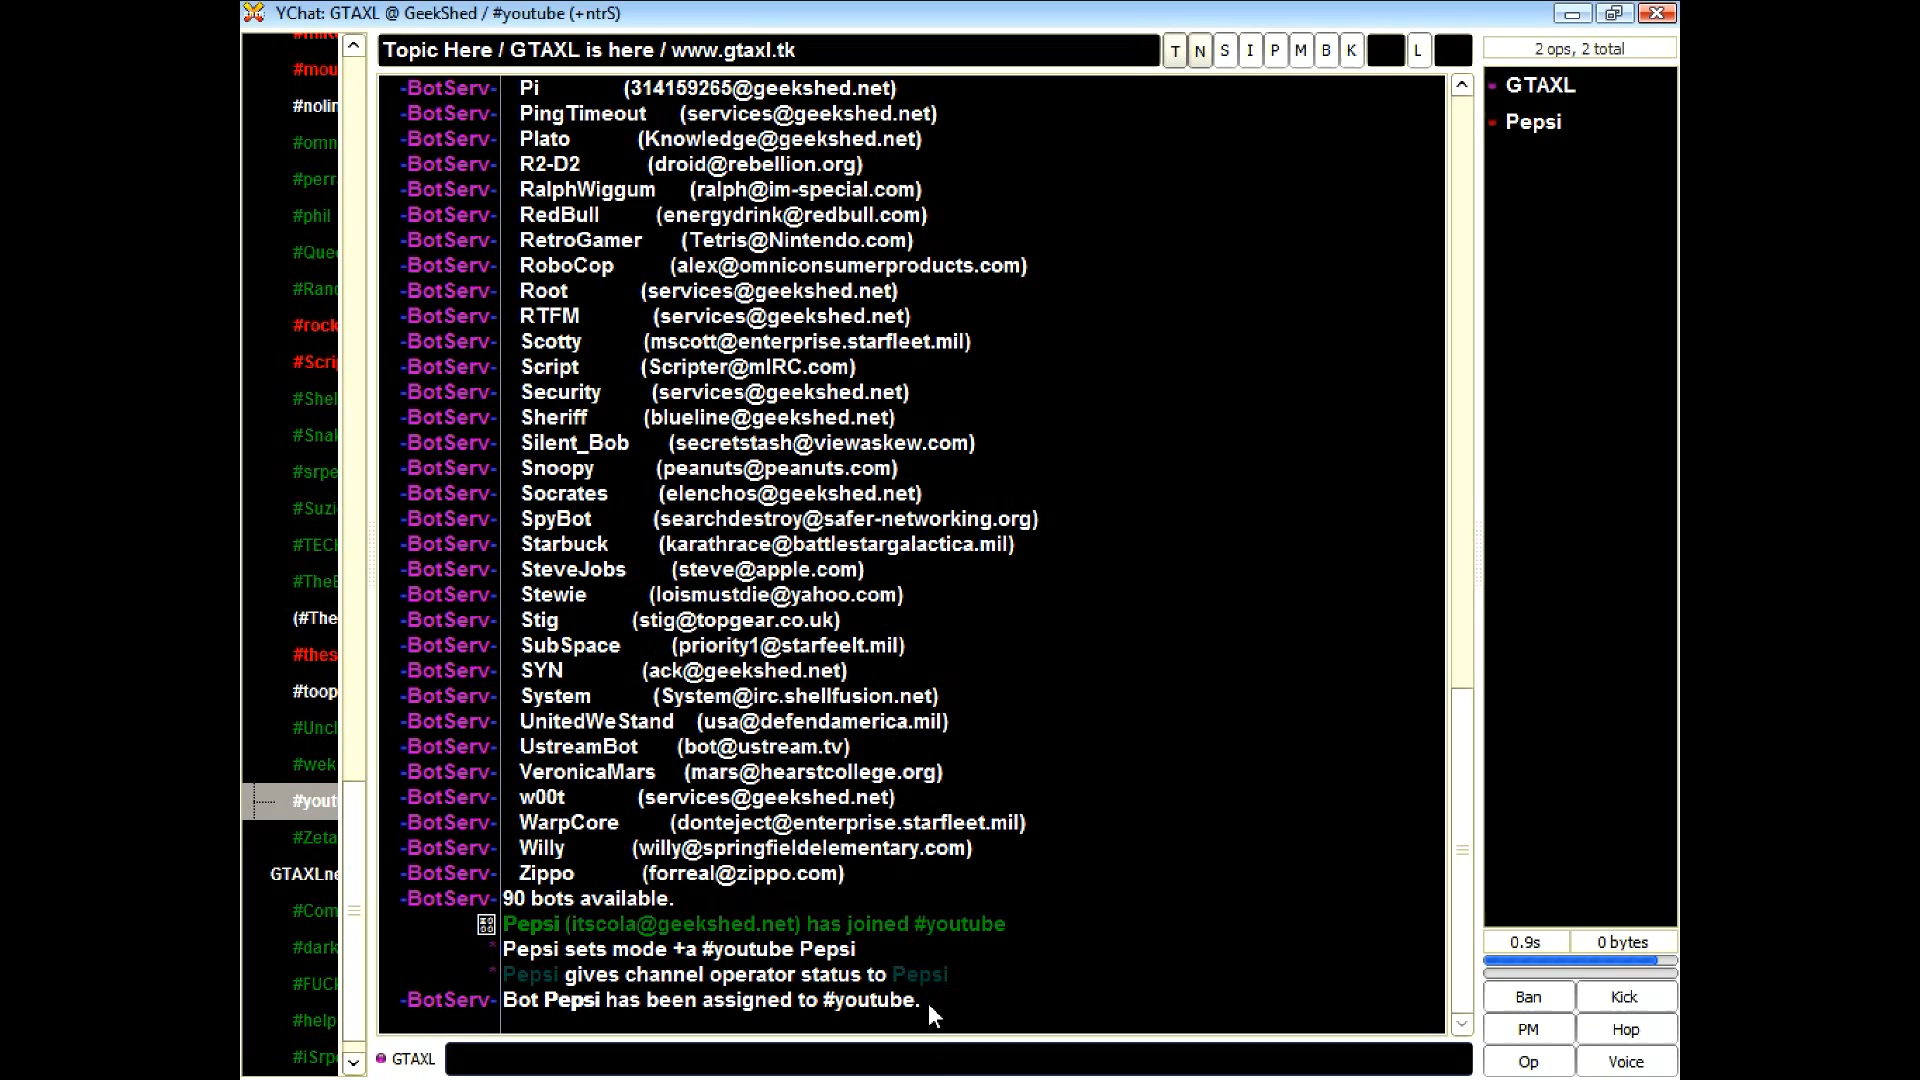 YChat: GTAXL @ GeekShed / #youtube (+ntrS)
Topic Here / GTAXL is here / www.gtaxl.tk
T N S I P M B K L
2 ops, 2 total
GTAXL
Pepsi
#mou
#nolin
#omn
#perr
#phil
#Que
#Ran
#rock
#Scri
#Shel
#Snal
#srpe
#Suzi
#TECH
#TheB
(#The
#thes
#toop
#Uncl
#wek
#yout
#Zeta
GTAXLne
#Com
#dark
#FUC
#help
#iSrp
-BotServ- Pi (314159265@geekshed.net)
-BotServ- PingTimeout (services@geekshed.net)
-BotServ- Plato (Knowledge@geekshed.net)
-BotServ- R2-D2 (droid@rebellion.org)
-BotServ- RalphWiggum (ralph@im-special.com)
-BotServ- RedBull (energydrink@redbull.com)
-BotServ- RetroGamer (Tetris@Nintendo.com)
-BotServ- RoboCop (alex@omniconsumerproducts.com)
-BotServ- Root (services@geekshed.net)
-BotServ- RTFM (services@geekshed.net)
-BotServ- Scotty (mscott@enterprise.starfleet.mil)
-BotServ- Script (Scripter@mIRC.com)
-BotServ- Security (services@geekshed.net)
-BotServ- Sheriff (blueline@geekshed.net)
-BotServ- Silent_Bob (secretstash@viewaskew.com)
-BotServ- Snoopy (peanuts@peanuts.com)
-BotServ- Socrates (elenchos@geekshed.net)
-BotServ- SpyBot (searchdestroy@safer-networking.org)
-BotServ- Starbuck (karathrace@battlestargalactica.mil)
-BotServ- SteveJobs (steve@apple.com)
-BotServ- Stewie (loismustdie@yahoo.com)
-BotServ- Stig (stig@topgear.co.uk)
-BotServ- SubSpace (priority1@starfeelt.mil)
-BotServ- SYN (ack@geekshed.net)
-BotServ- System (System@irc.shellfusion.net)
-BotServ- UnitedWeStand (usa@defendamerica.mil)
-BotServ- UstreamBot (bot@ustream.tv)
-BotServ- VeronicaMars (mars@hearstcollege.org)
-BotServ- w00t (services@geekshed.net)
-BotServ- WarpCore (donteject@enterprise.starfleet.mil)
-BotServ- Willy (willy@springfieldelementary.com)
-BotServ- Zippo (forreal@zippo.com)
-BotServ- 90 bots available.
Pepsi (itscola@geekshed.net) has joined #youtube
* Pepsi sets mode +a #youtube Pepsi
* Pepsi gives channel operator status to Pepsi
-BotServ- Bot Pepsi has been assigned to #youtube.
GTAXL
0.9s 0 bytes
Ban Kick
PM Hop
Op Voice